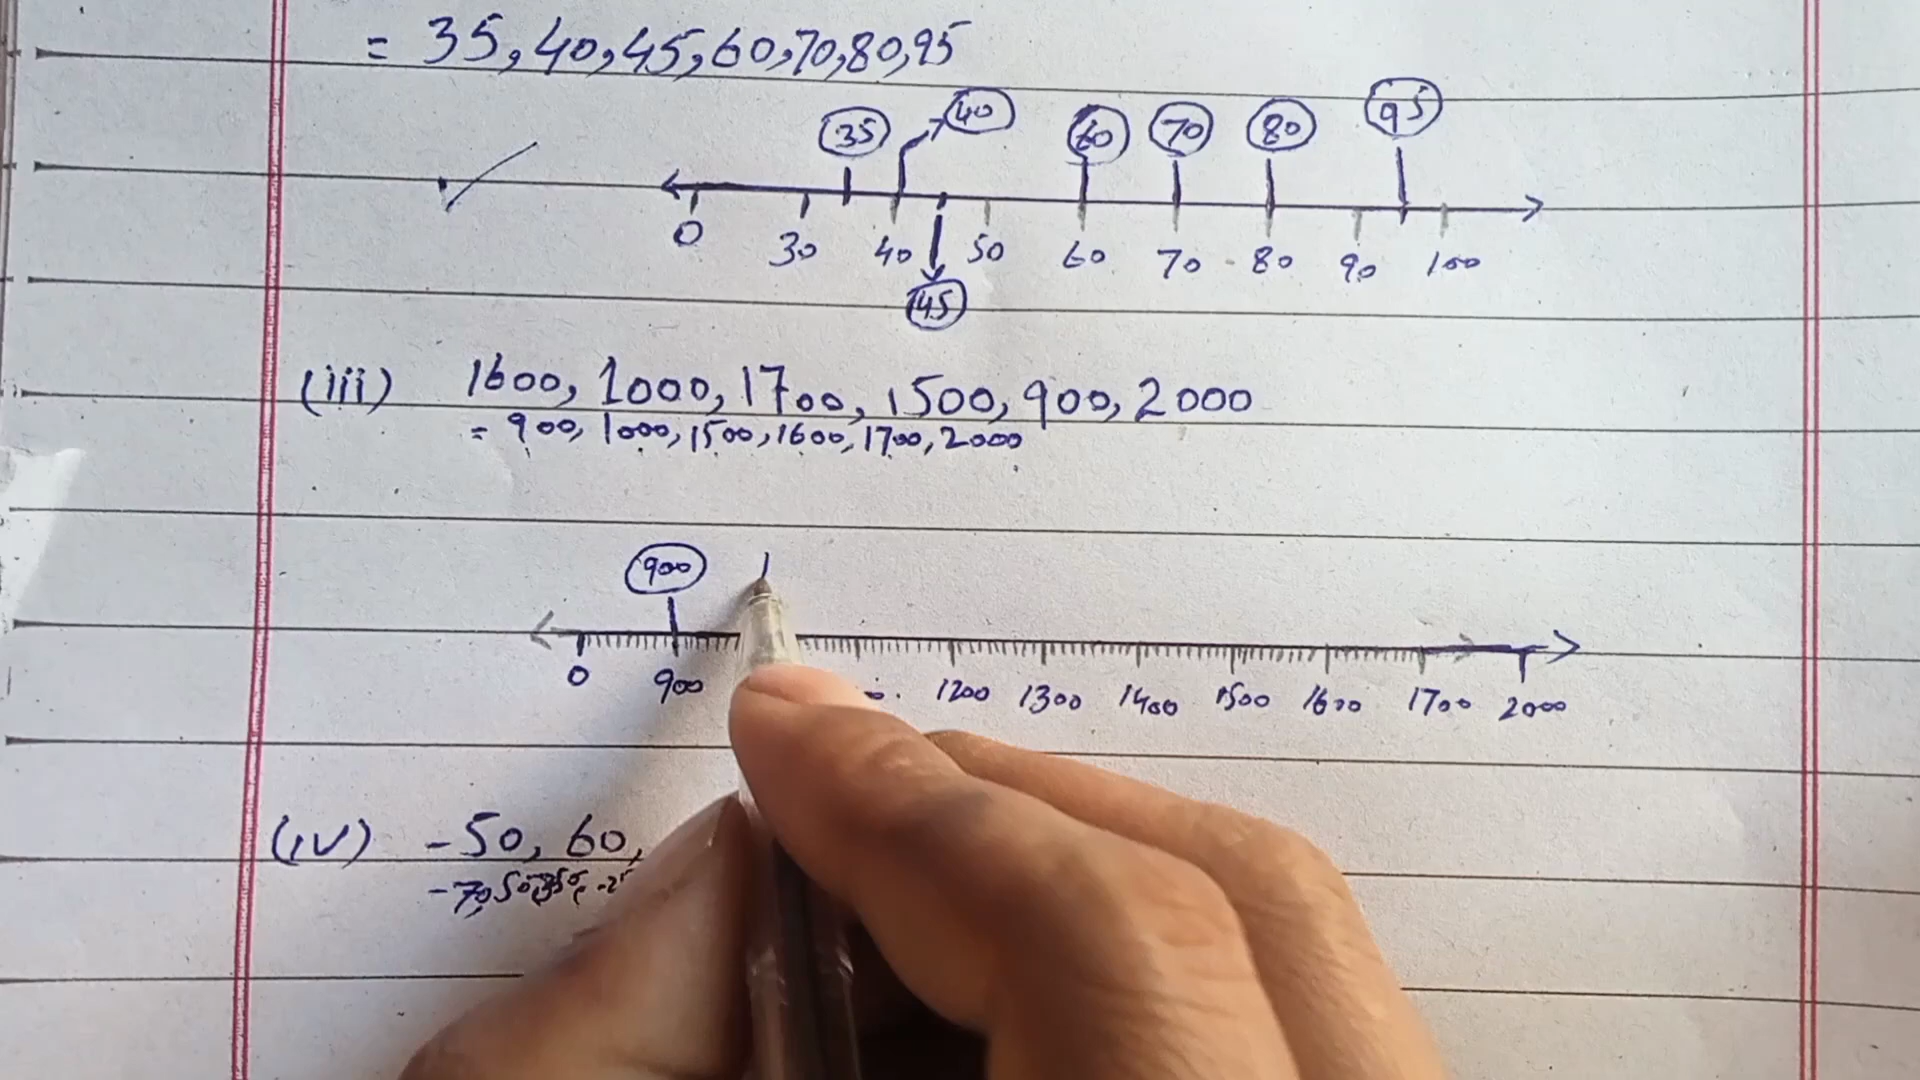 = 35, 40, 45, 60, 70, 80, 95
35 40 60 70 80 95
0 30 40 50 60 70 80 90 100
45
(iii) 1600, 1000, 1700, 1500, 900, 2000
= 900, 1000, 1500, 1600, 1700, 2000
900
0 900 1200 1300 1400 1500 1600 1700 2000
(iv) -50, 60,
-70,